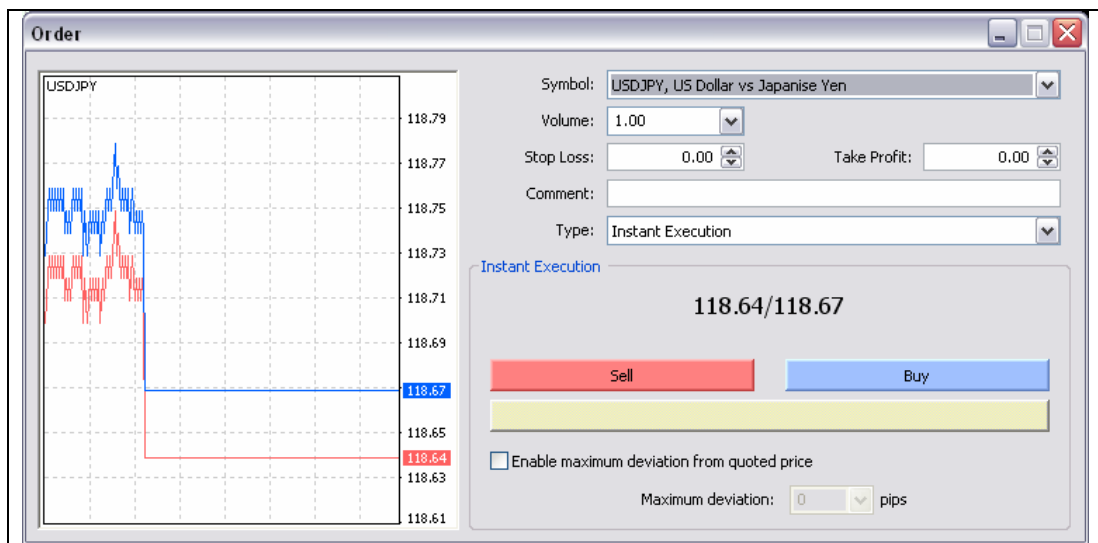 Order
USDJPY
118.79
118.77
118.75
118.73
118.71
118.69
118.67
118.65
118.64
118.63
118.61
Symbol: USDJPY, US Dollar vs Japanise Yen
Volume: 1.00
Stop Loss: 0.00 Take Profit: 0.00
Comment:
Type: Instant Execution
Instant Execution
118.64/118.67
Sell Buy
Enable maximum deviation from quoted price
Maximum deviation: 0 pips